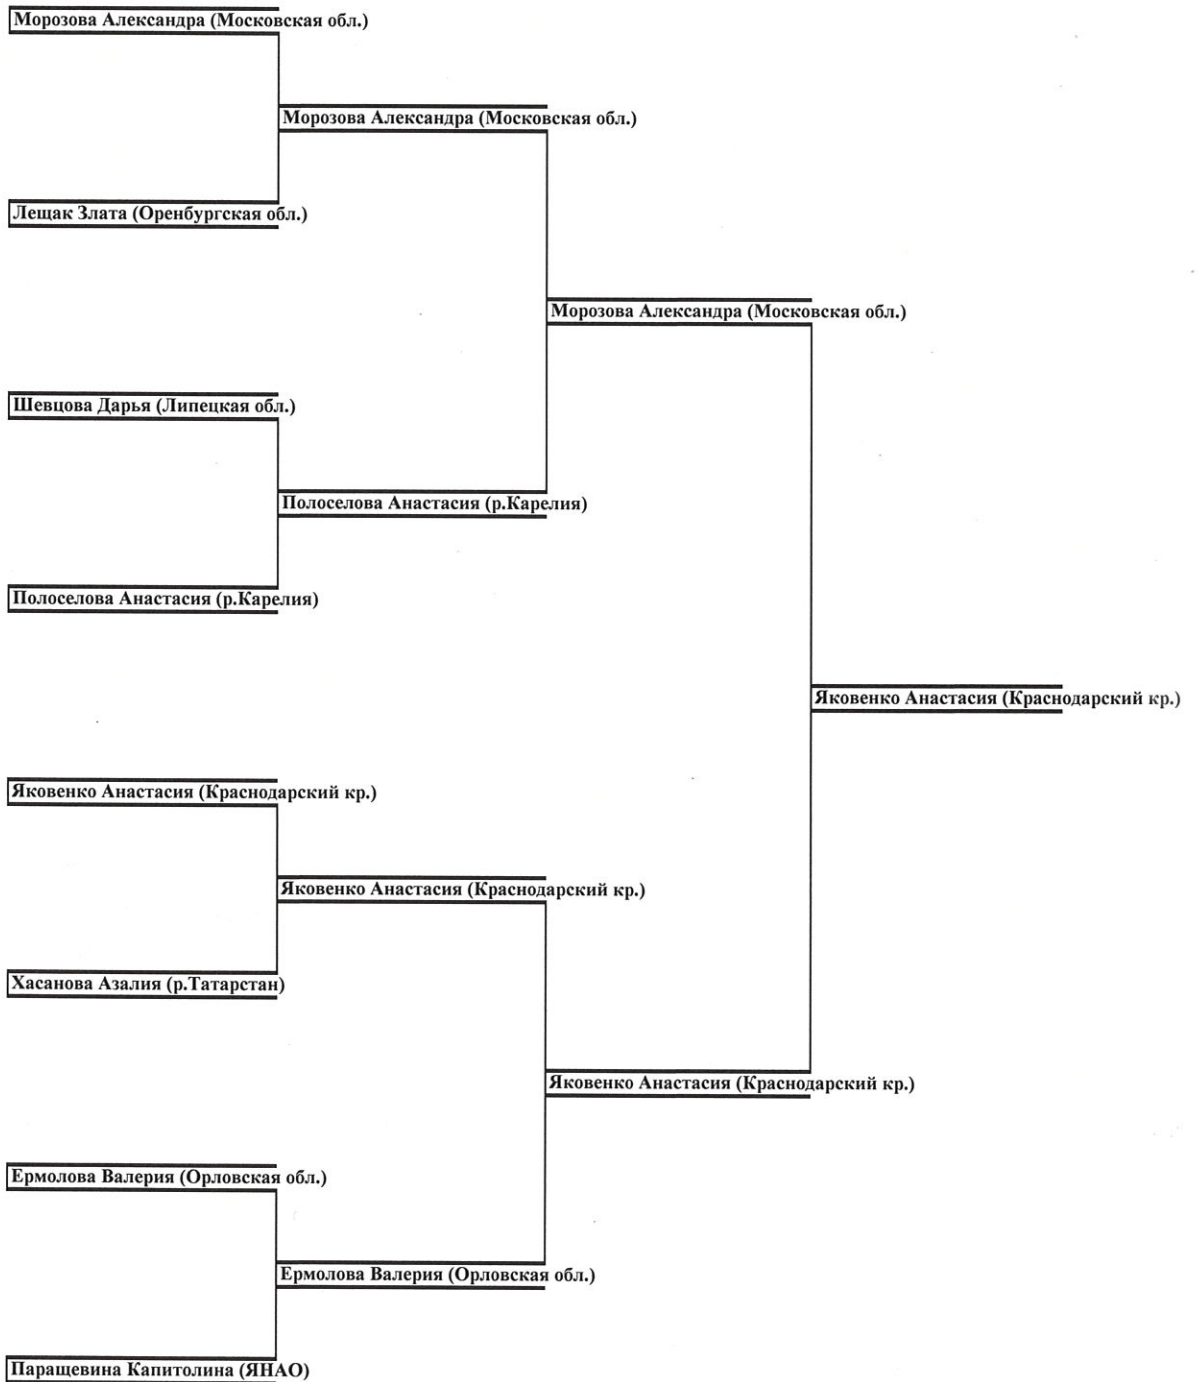 Морозова Александра (Московская обл.)
Морозова Александра (Московская обл.)
Лещак Злата (Оренбургская обл.)
Морозова Александра (Московская обл.)
Шевцова Дарья (Липецкая обл.)
Полоселова Анастасия (р.Карелия)
Полоселова Анастасия (р.Карелия)
Яковенко Анастасия (Краснодарский кр.)
Яковенко Анастасия (Краснодарский кр.)
Яковенко Анастасия (Краснодарский кр.)
Хасанова Азалия (р.Татарстан)
Яковенко Анастасия (Краснодарский кр.)
Ермолова Валерия (Орловская обл.)
Ермолова Валерия (Орловская обл.)
Паращевина Капитолина (ЯНАО)